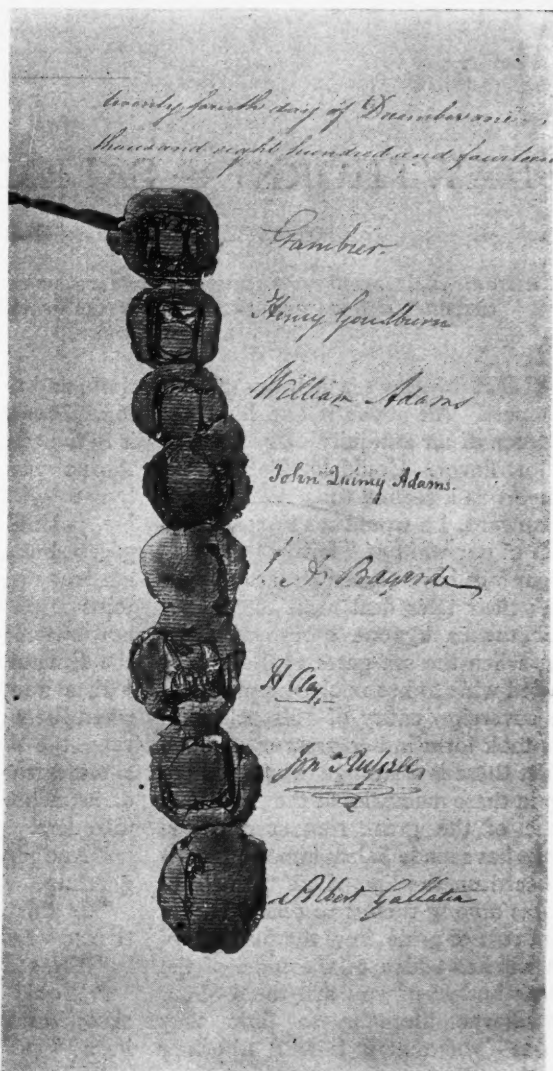 twenty fourth day of December one
thousand eight hundred and fourteen
Gambier.
Henry Goulburn
William Adams
John Quincy Adams.
J. A. Bayard
H Clay.
Jon. Russell
Albert Gallatin